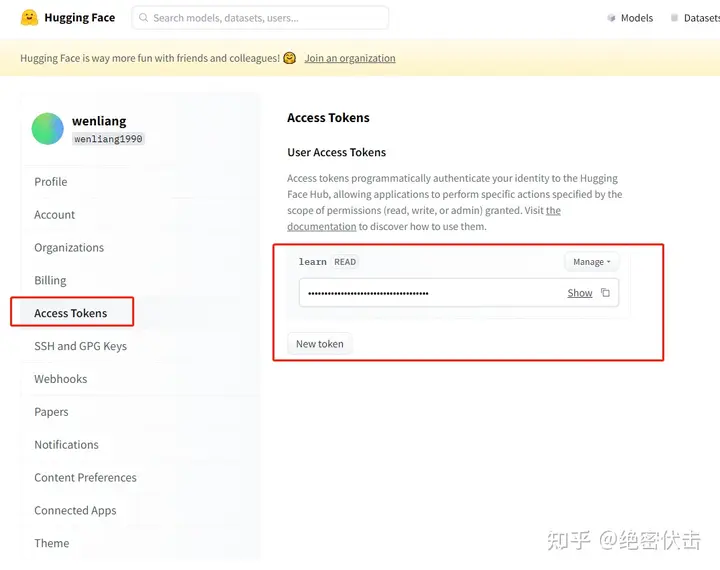 Hugging Face
Search models, datasets, users...
Models
Datasets
Hugging Face is way more fun with friends and colleagues! 🤗 Join an organization
wenliang
wenliang1990
Profile
Account
Organizations
Billing
Access Tokens
SSH and GPG Keys
Webhooks
Papers
Notifications
Content Preferences
Connected Apps
Theme
Access Tokens
User Access Tokens
Access tokens programmatically authenticate your identity to the Hugging
Face Hub, allowing applications to perform specific actions specified by the
scope of permissions (read, write, or admin) granted. Visit the
documentation to discover how to use them.
learn READ
Manage
••••••••••••••••••••••••••••••••••••• Show
New token
知乎 @绝密伏击